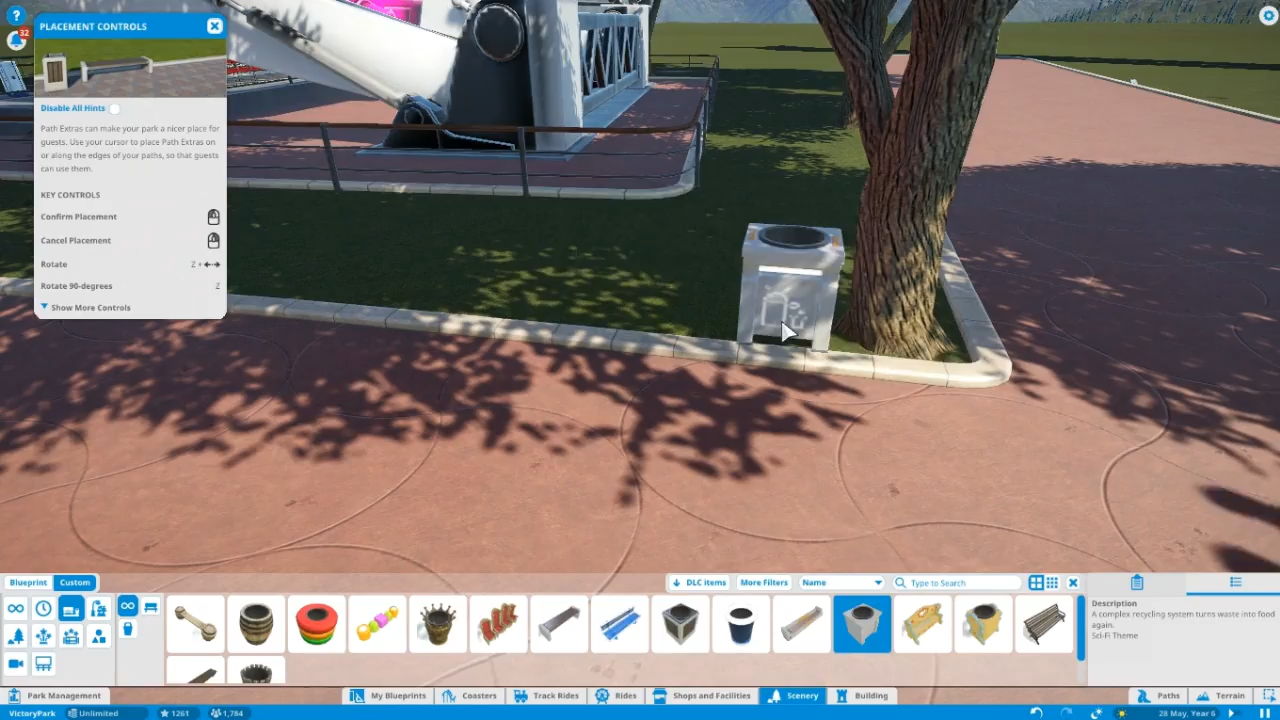 ?
32
PLACEMENT CONTROLS
Disable All Hints
Path Extras can make your park a nicer place for
guests. Use your cursor to place Path Extras on
or along the edges of your paths, so that guests
can use them.
KEY CONTROLS
Confirm Placement
Cancel Placement
Rotate Z +
Rotate 90-degrees Z
Show More Controls
Blueprint Custom DLC items More Filters Name Type to Search
Description
A complex recycling system turns waste into food
again.
Sci-Fi Theme
Park Management My Blueprints Coasters Track Rides Rides Shops and Facilities Scenery Building Paths Terrain
VictoryPark Unlimited 1261 1,784 28 May, Year 6